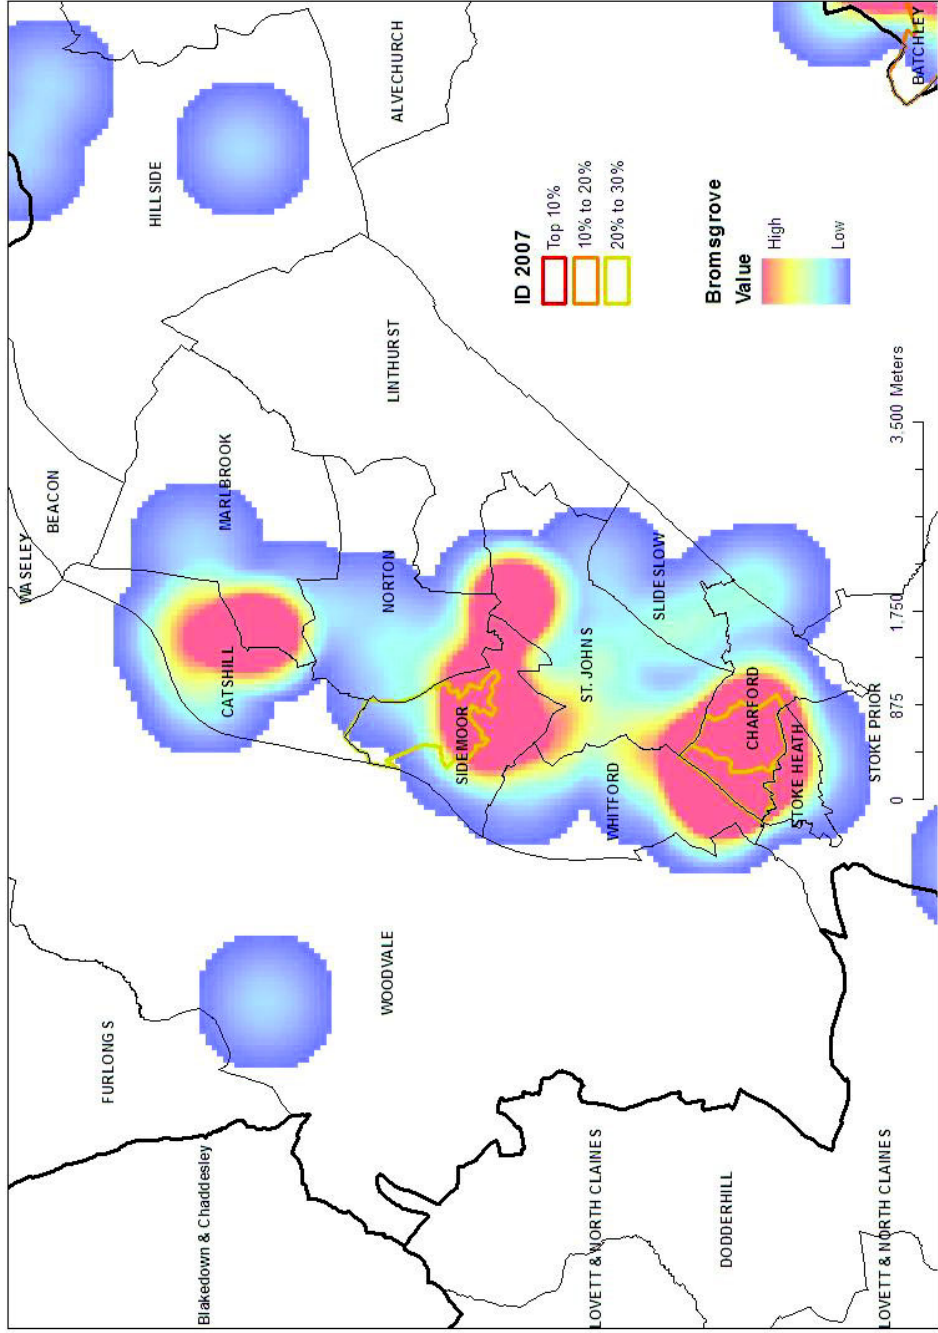 Blakedown & Chaddesley
FURLONGS
WASELEY
BEACON
HILLSIDE
CATSHILL
MARLBROOK
WOODVALE
NORTON
LINTHURST
ALVECHURCH
SIDEMOOR
LOVETT & NORTH CLAINES
WHITFORD
ST. JOHNS
SLIDESLOW
DODDERHILL
CHARFORD
STOKE HEATH
STOKE PRIOR
LOVETT & NORTH CLAINES
BATCHLEY
ID 2007
Top 10%
10% to 20%
20% to 30%
Bromsgrove
Value
High
Low
0 875 1,750 3,500 Meters